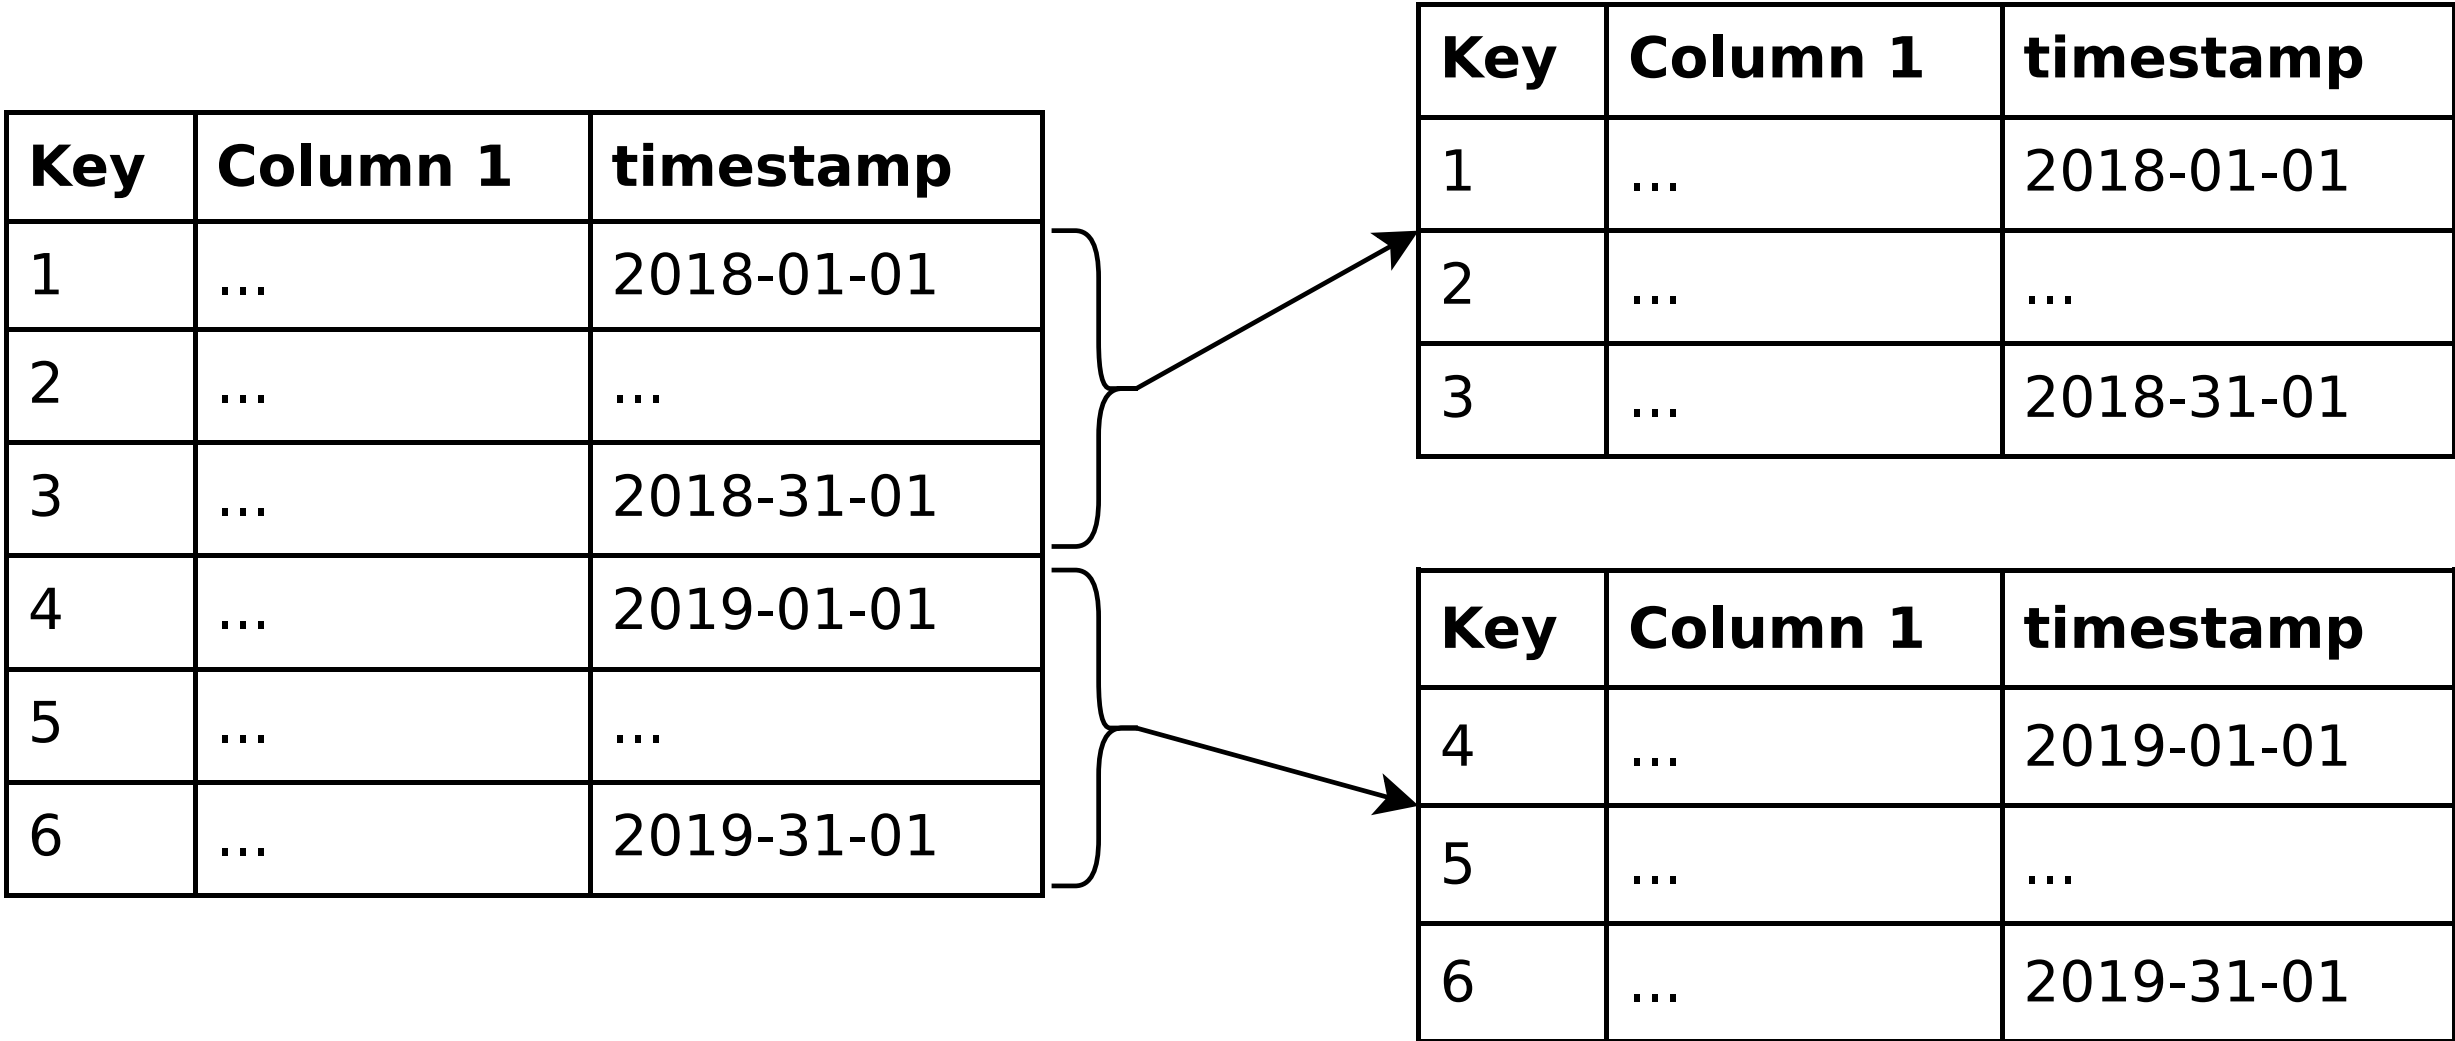 Key Column 1 timestamp
1 ... 2018-01-01
2 ... ...
3 ... 2018-31-01
4 ... 2019-01-01
5 ... ...
6 ... 2019-31-01
Key Column 1 timestamp
1 ... 2018-01-01
2 ... ...
3 ... 2018-31-01
Key Column 1 timestamp
4 ... 2019-01-01
5 ... ...
6 ... 2019-31-01